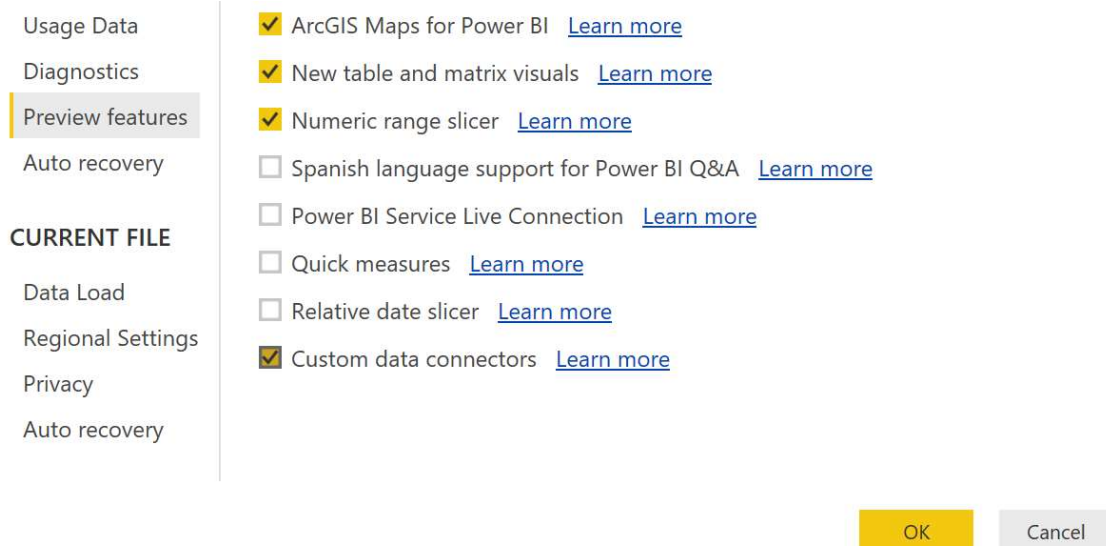 Usage Data
Diagnostics
Preview features
Auto recovery
CURRENT FILE
Data Load
Regional Settings
Privacy
Auto recovery
ArcGIS Maps for Power BI Learn more
New table and matrix visuals Learn more
Numeric range slicer Learn more
Spanish language support for Power BI Q&A Learn more
Power BI Service Live Connection Learn more
Quick measures Learn more
Relative date slicer Learn more
Custom data connectors Learn more
OK Cancel